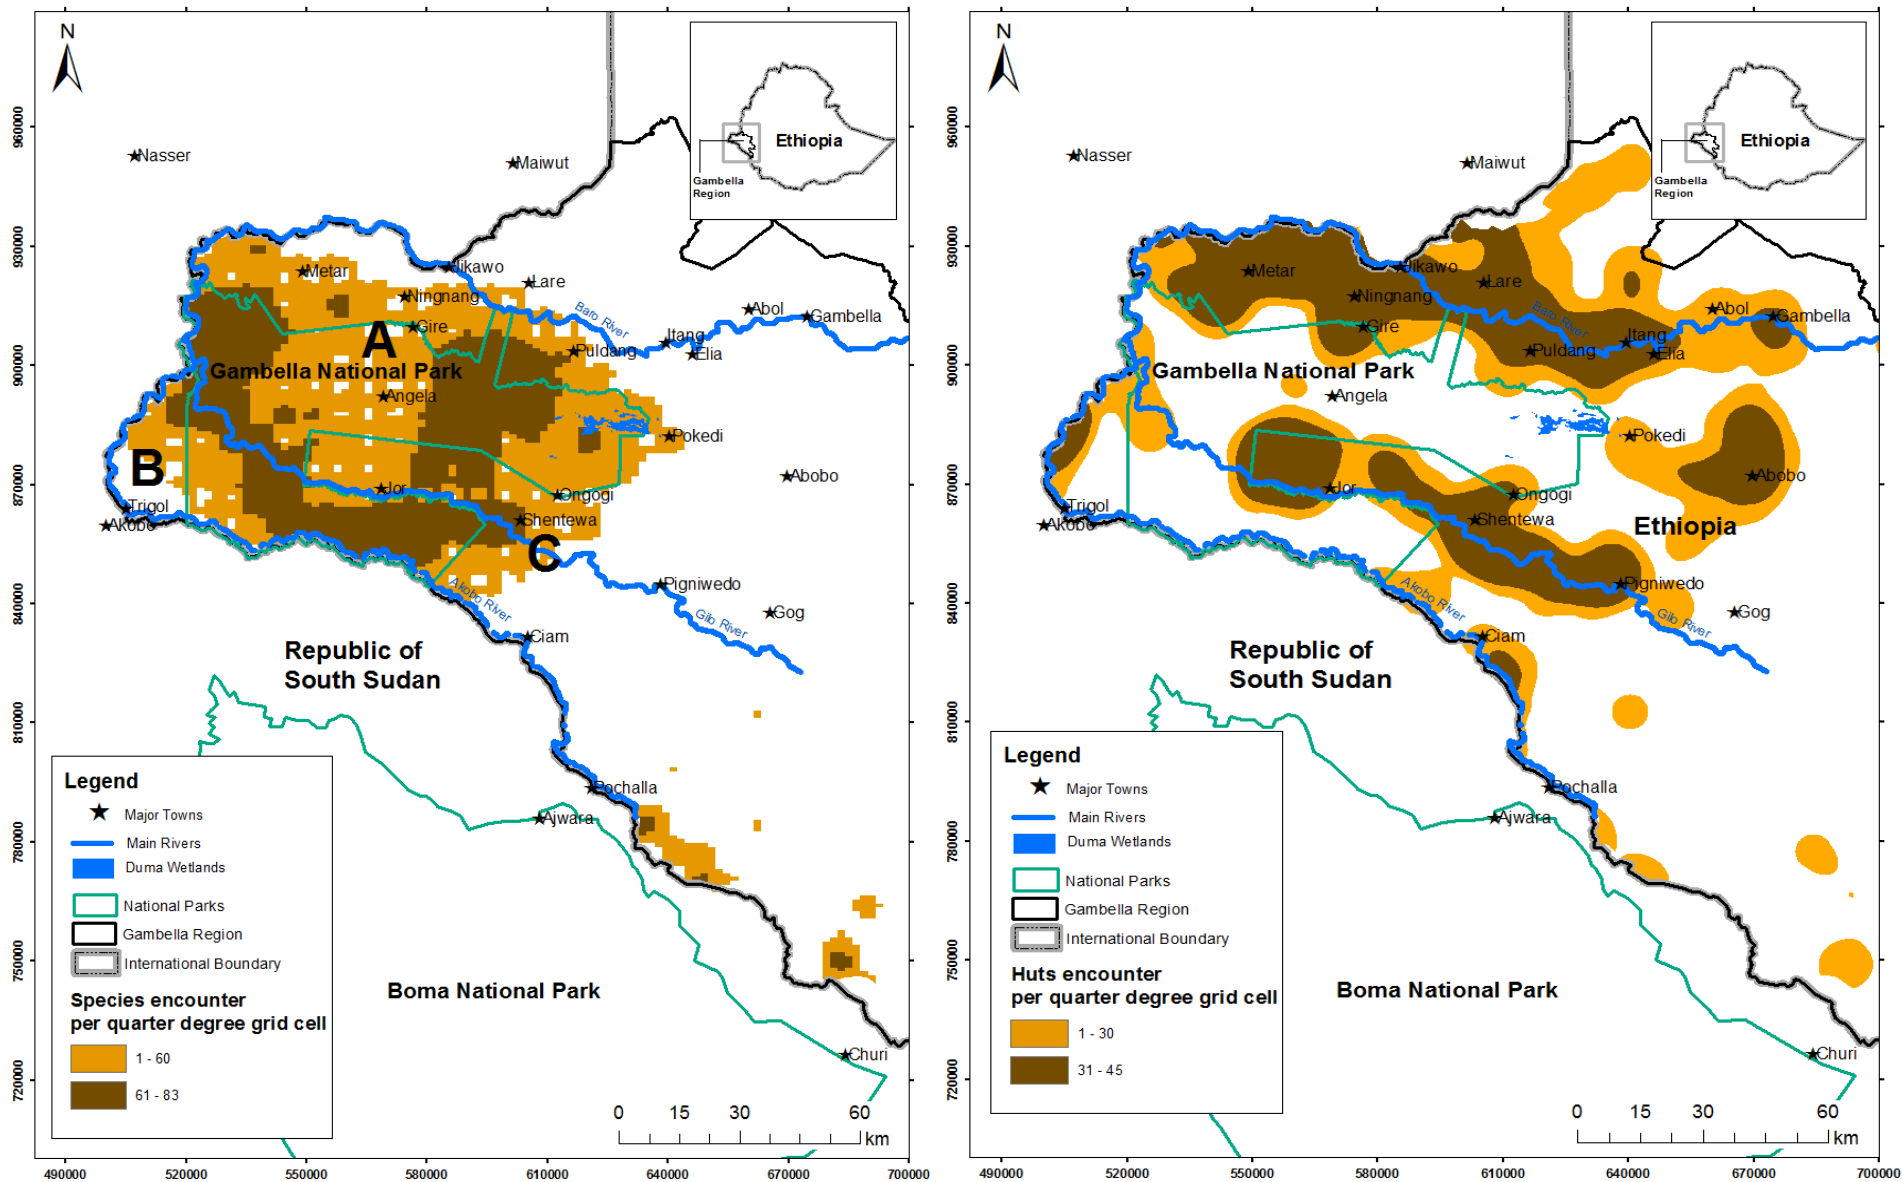 N
960000
930000
900000
870000
840000
810000
780000
750000
720000
Nasser
Maiwut
Ethiopia
Gambella
Region
Metar
Jikawo
Lare
Ningnang
Baro River
Abol
Gambella
Gire
Itang
Elia
Puldang
A
Gambella National Park
Angela
Pokedi
B
Jor
Ongogi
Abobo
Trigol
Akobo
Shentewa
C
Pigniwedo
Akobo River
Gilo River
Gog
Ciam
Republic of
South Sudan
Pochalla
Ajwara
Boma National Park
Churi
Legend
Major Towns
Main Rivers
Duma Wetlands
National Parks
Gambella Region
International Boundary
Species encounter
per quarter degree grid cell
1 - 60
61 - 83
0 15 30 60
km
490000 520000 550000 580000 610000 640000 670000 700000
N
960000
930000
900000
870000
840000
810000
780000
750000
720000
Nasser
Maiwut
Ethiopia
Gambella
Region
Metar
Jikawo
Lare
Ningnang
Baro River
Abol
Gambella
Gire
Itang
Elia
Puldang
Gambella National Park
Angela
Pokedi
Jor
Ongogi
Abobo
Trigol
Akobo
Shentewa
Ethiopia
Pigniwedo
Akobo River
Gilo River
Gog
Ciam
Republic of
South Sudan
Pochalla
Ajwara
Boma National Park
Churi
Legend
Major Towns
Main Rivers
Duma Wetlands
National Parks
Gambella Region
International Boundary
Huts encounter
per quarter degree grid cell
1 - 30
31 - 45
0 15 30 60
km
490000 520000 550000 580000 610000 640000 670000 700000